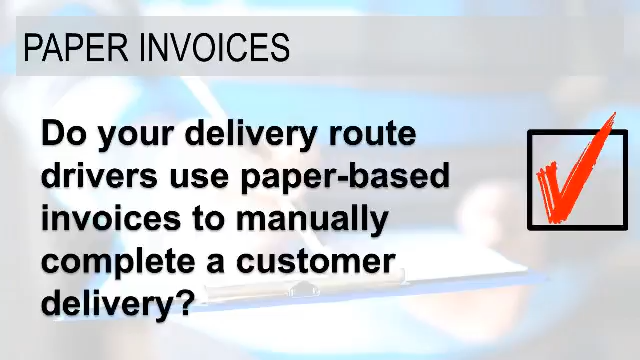 PAPER INVOICES
Do your delivery route
drivers use paper-based
invoices to manually
complete a customer
delivery?